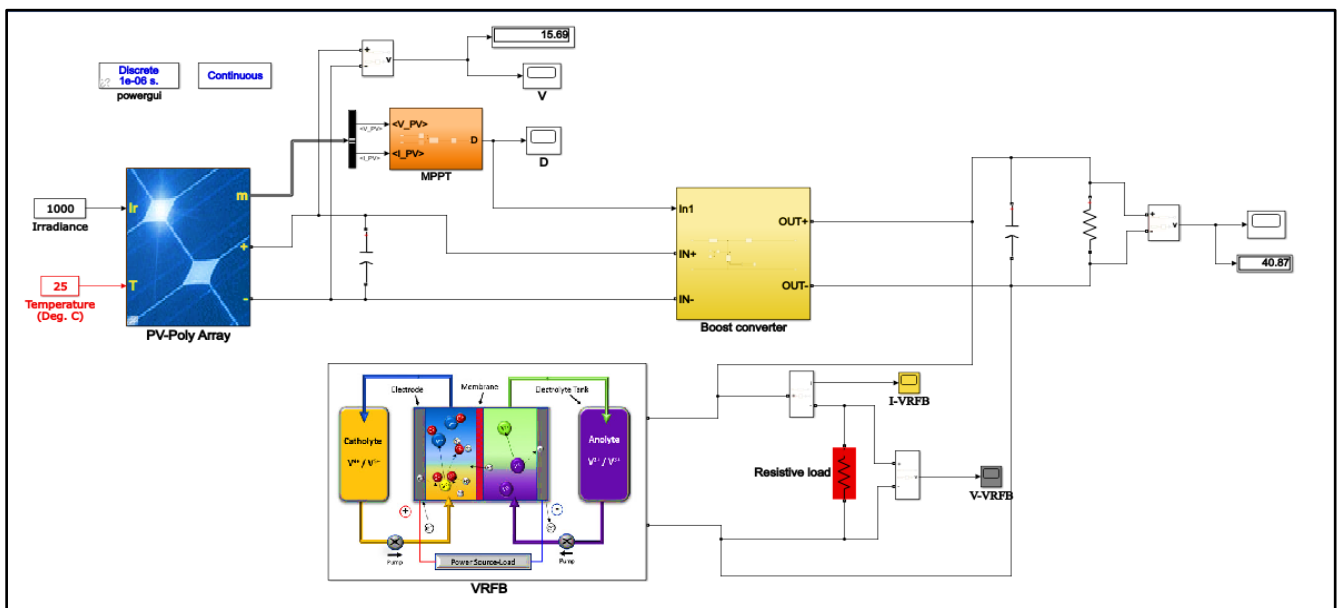 15.69
V
Discrete
1e-06 s.
powergui
Continuous
+
-
v
<V_PV>
<I_PV>
<V_PV>
<I_PV>
D
MPPT
D
1000
Irradiance
25
Temperature
(Deg. C)
Ir
T
m
+
-
PV-Poly Array
In1
IN+
IN-
OUT+
OUT-
Boost converter
+
-
v
40.87
Electrode
Membrane
Electrolyte Tank
Catholyte
Anolyte
Pump
Pump
Power Source-Load
VRFB
I-VRFB
Resistive load
V-VRFB